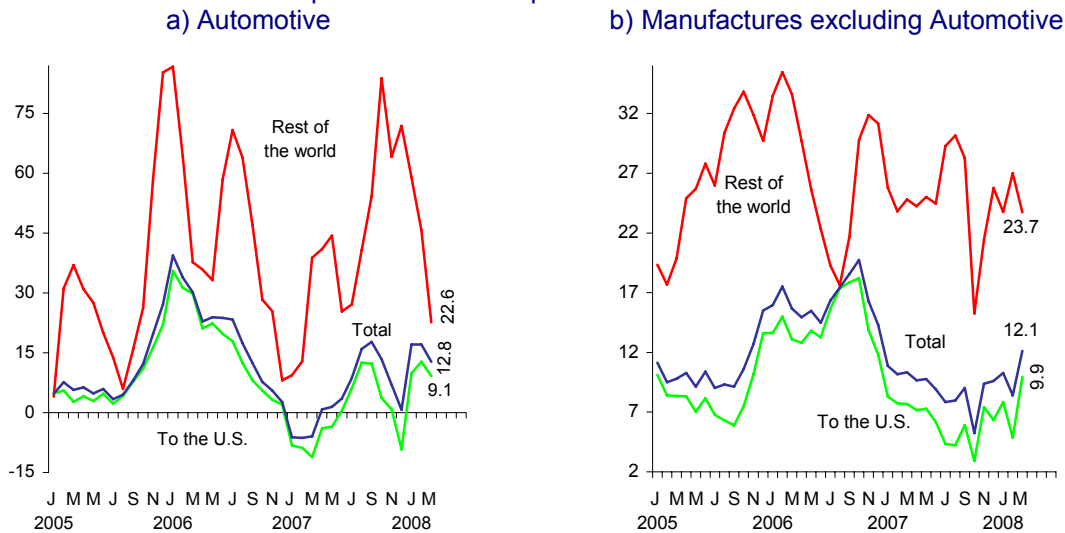 a) Automotive
75
60
45
30
15
0
-15
Rest of
the world
Total
To the U.S.
22.6
12.8
9.1
J M M J S N J M M J S N J M M J S N J M
2005 2006 2007 2008
b) Manufactures excluding Automotive
32
27
22
17
12
7
2
Rest of
the world
Total
To the U.S.
23.7
12.1
9.9
J M M J S N J M M J S N J M M J S N J M
2005 2006 2007 2008